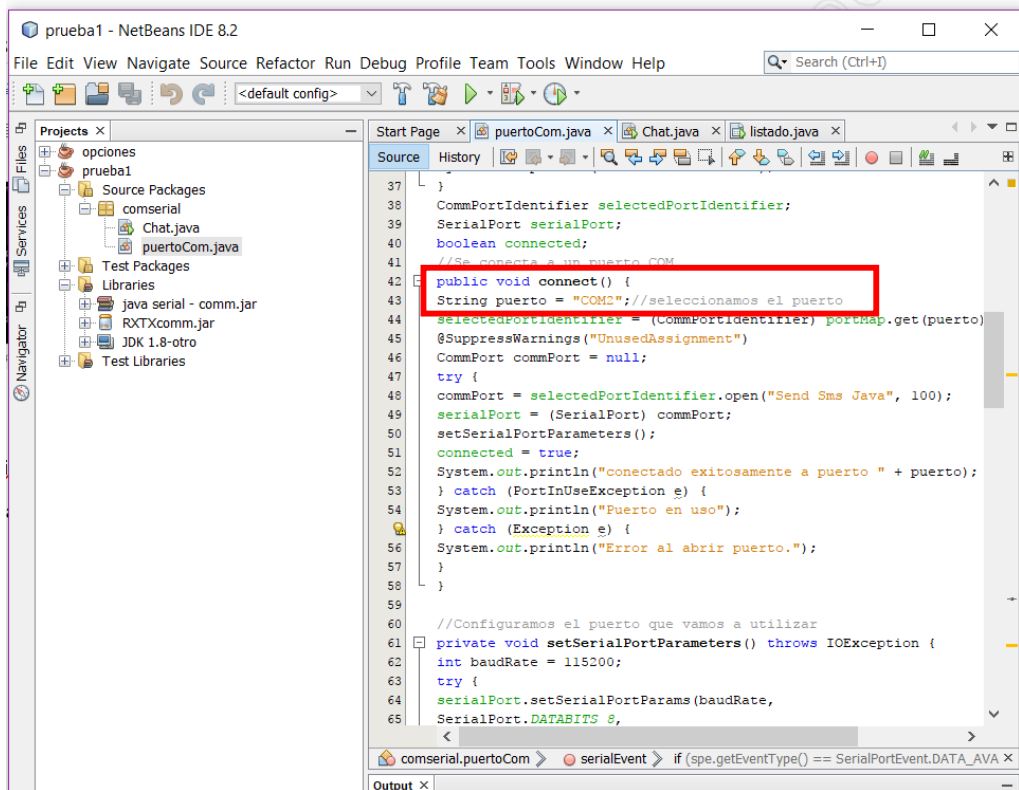 prueba1 - NetBeans IDE 8.2
File Edit View Navigate Source Refactor Run Debug Profile Team Tools Window Help
Search (Ctrl+I)
<default config>
Projects
Files
Services
Navigator
opciones
prueba1
Source Packages
comserial
Chat.java
puertoCom.java
Test Packages
Libraries
java serial - comm.jar
RXTXcomm.jar
JDK 1.8-otro
Test Libraries
Start Page puertoCom.java Chat.java listado.java
Source History
37 }
38 CommPortIdentifier selectedPortIdentifier;
39 SerialPort serialPort;
40 boolean connected;
41 //Se conecta a un puerto COM
42 public void connect() {
43 String puerto = "COM2";//seleccionamos el puerto
44 selectedPortIdentifier = (CommPortIdentifier) portMap.get(puerto)
45 @SuppressWarnings("UnusedAssignment")
46 CommPort commPort = null;
47 try {
48 commPort = selectedPortIdentifier.open("Send Sms Java", 100);
49 serialPort = (SerialPort) commPort;
50 setSerialPortParameters();
51 connected = true;
52 System.out.println("conectado exitosamente a puerto " + puerto);
53 } catch (PortInUseException e) {
54 System.out.println("Puerto en uso");
} catch (Exception e) {
56 System.out.println("Error al abrir puerto.");
57 }
58 }
59
60 //Configuramos el puerto que vamos a utilizar
61 private void setSerialPortParameters() throws IOException {
62 int baudRate = 115200;
63 try {
64 serialPort.setSerialPortParams(baudRate,
65 SerialPort.DATABITS_8,
comserial.puertoCom serialEvent if (spe.getEventType() == SerialPortEvent.DATA_AVA
Output